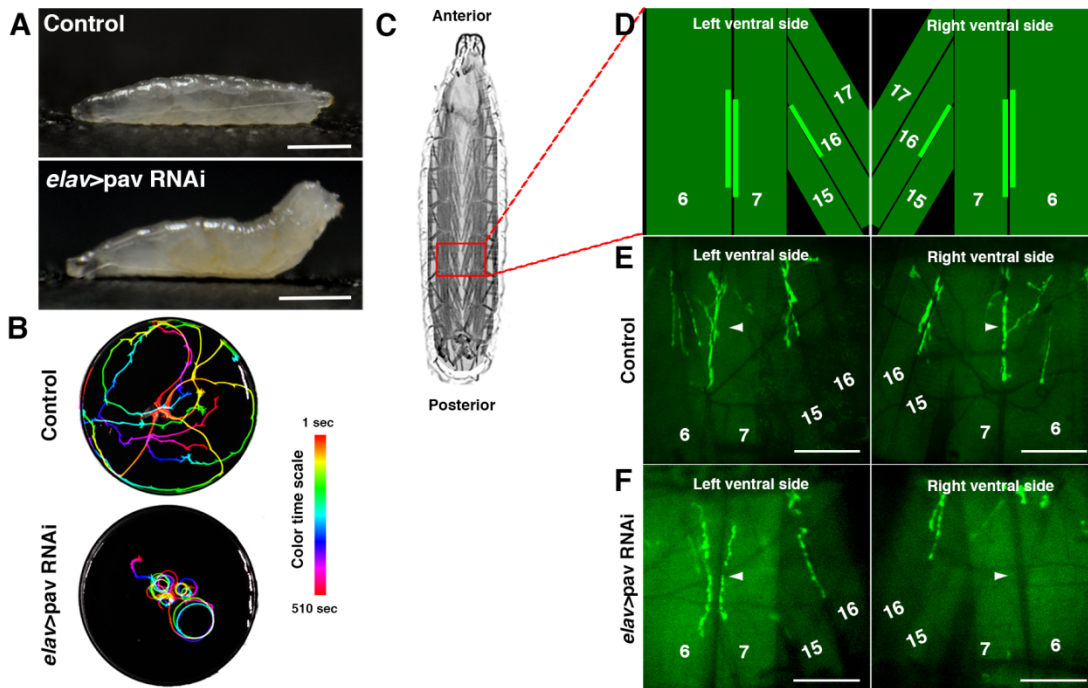 A
Control
elav>pav RNAi
B
Control
elav>pav RNAi
1 sec
Color time scale
510 sec
C
Anterior
Posterior
D
Left ventral side
Right ventral side
17
16
15
6
7
17
16
15
7
6
E
Control
Left ventral side
Right ventral side
6
7
15
16
16
15
7
6
F
elav>pav RNAi
Left ventral side
Right ventral side
6
7
15
16
16
15
7
6